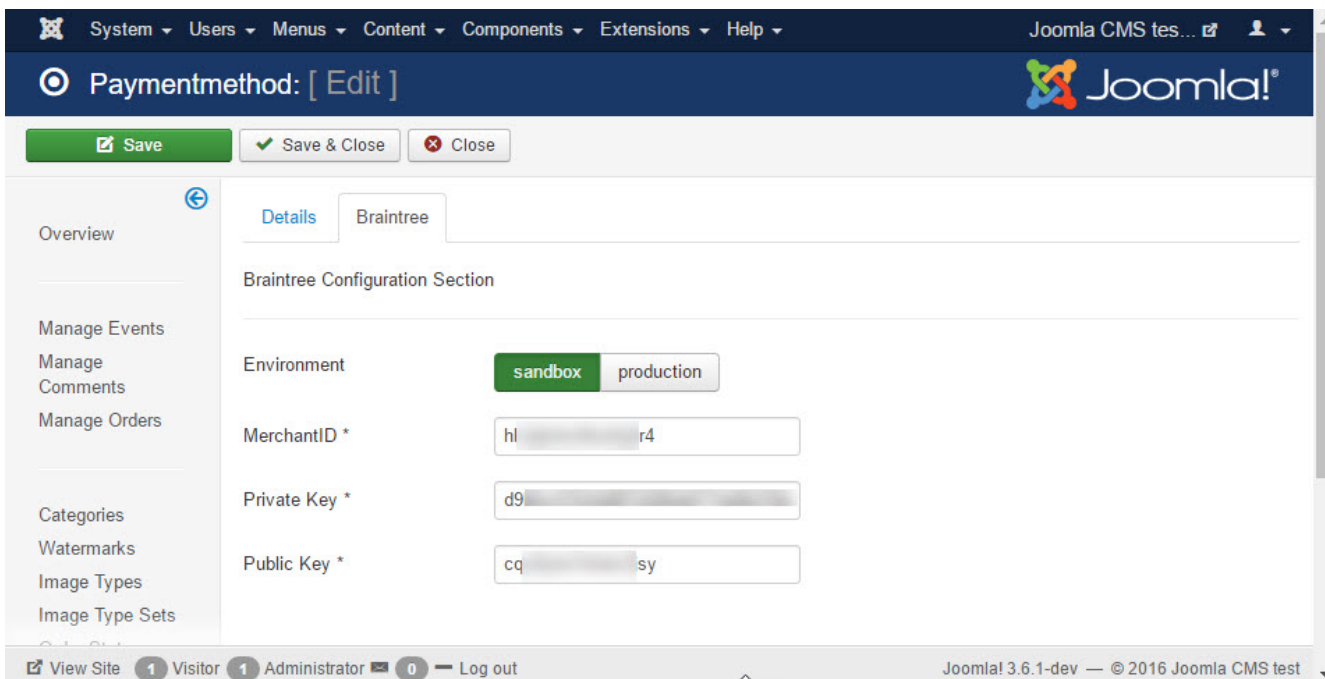 System Users Menus Content Components Extensions Help Joomla CMS tes...
Paymentmethod: [ Edit ] Joomla!®
Save Save & Close Close
Details Braintree
Overview
Braintree Configuration Section
Manage Events
Manage
Comments
Manage Orders
Environment sandbox production
MerchantID * hl r4
Private Key * d9
Public Key * cq sy
Categories
Watermarks
Image Types
Image Type Sets
View Site 1 Visitor 1 Administrator 0 Log out Joomla! 3.6.1-dev — © 2016 Joomla CMS test